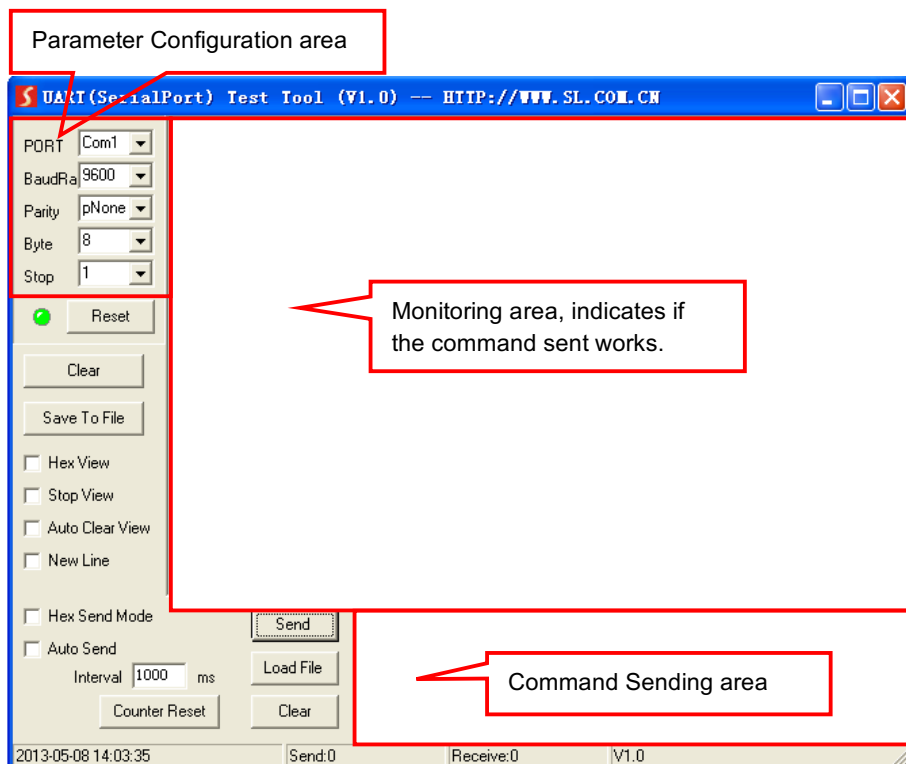 Parameter Configuration area
UART(SerialPort) Test Tool (V1.0) -- HTTP://WWW.SL.COM.CN
PORT Com1
BaudRa 9600
Parity pNone
Byte 8
Stop 1
Reset
Monitoring area, indicates if
the command sent works.
Clear
Save To File
Hex View
Stop View
Auto Clear View
New Line
Hex Send Mode
Send
Auto Send
Interval 1000 ms
Load File
Command Sending area
Counter Reset
Clear
2013-05-08 14:03:35 Send:0 Receive:0 V1.0